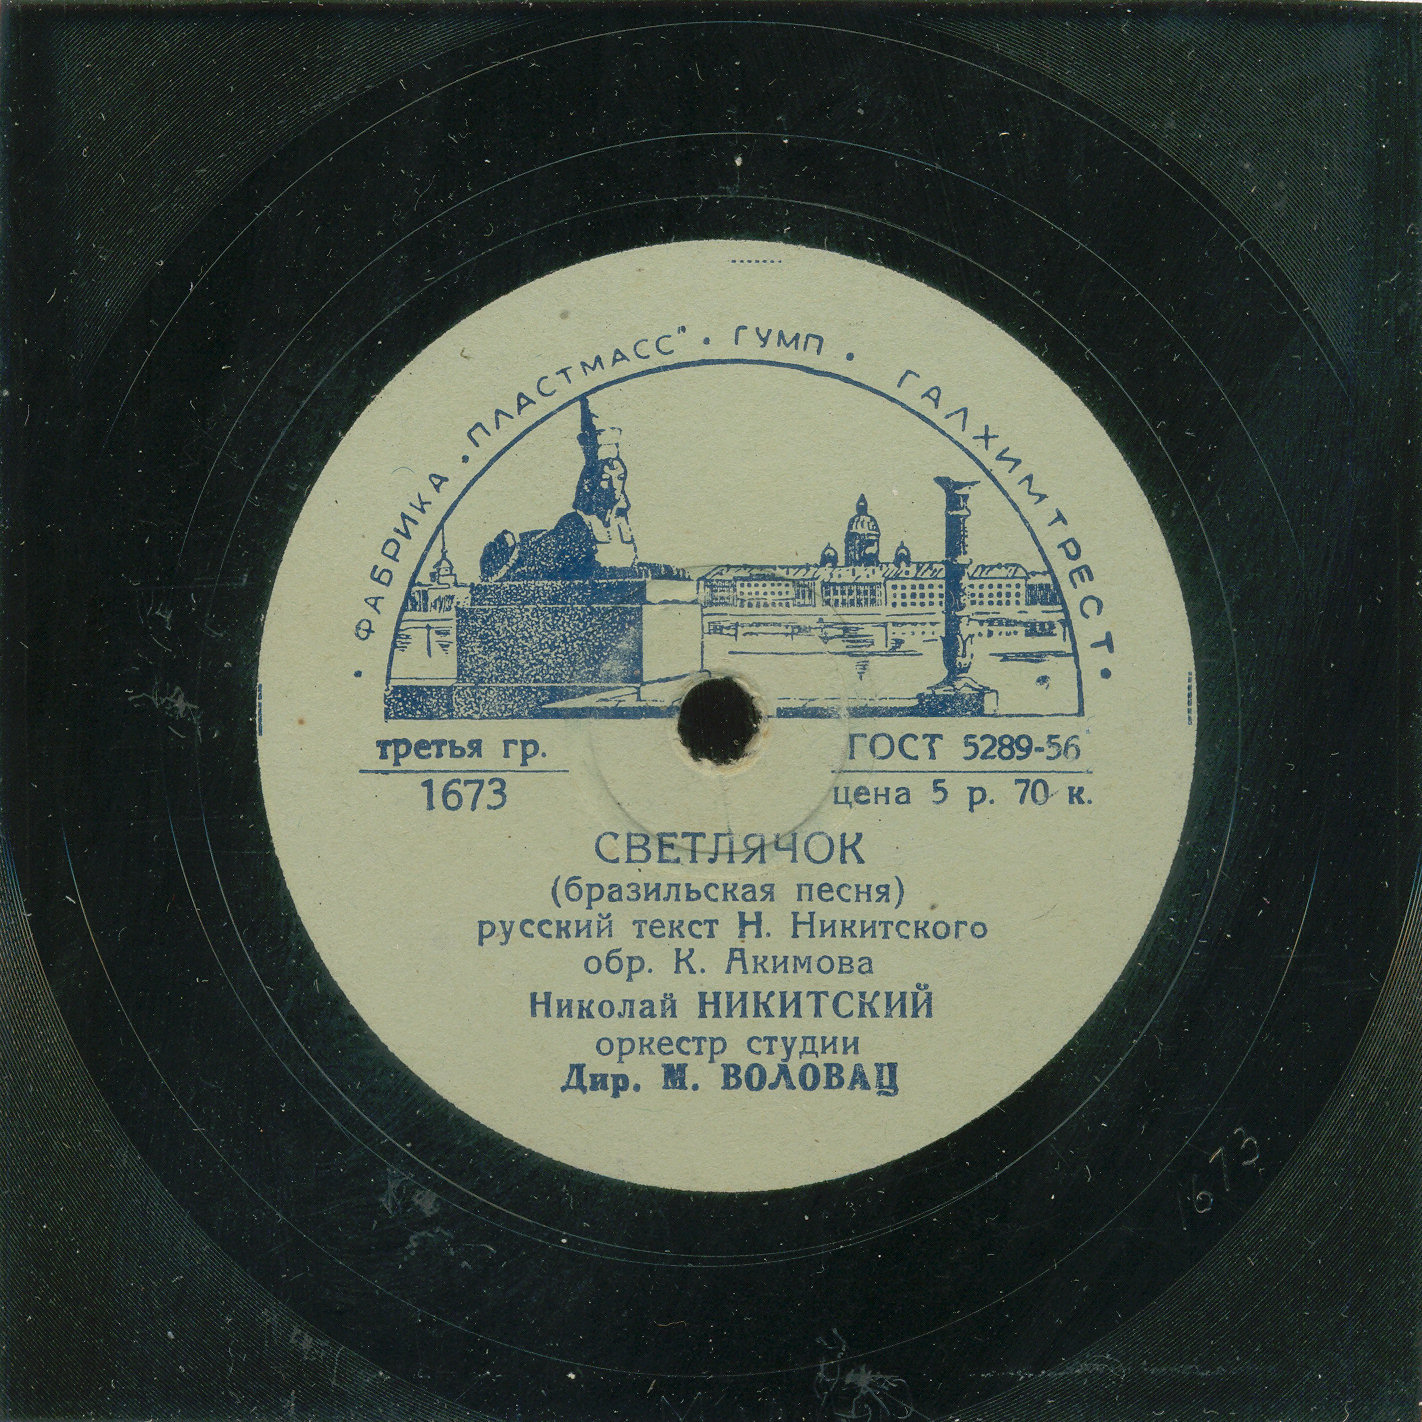 • ФАБРИКА • „ПЛАСТМАСС" • ГУМП • ГАЛХИМТРЕСТ •
третья гр.
1673
ГОСТ 5289-56
цена 5 р. 70 к.
СВЕТЛЯЧОК
(бразильская песня)
русский текст Н. Никитского
обр. К. Акимова
Николай НИКИТСКИЙ
оркестр студии
Дир. М. ВОЛОВАЦ
1673